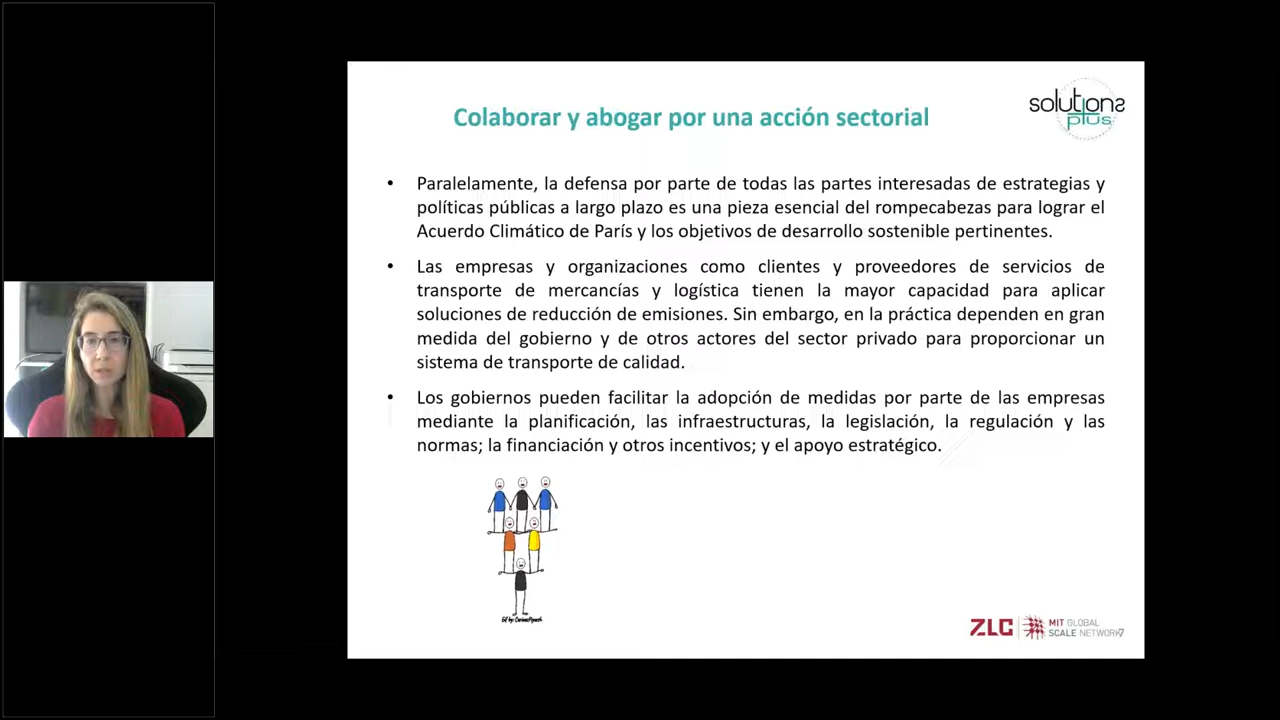 Colaborar y abogar por una acción sectorial
solutions
plus
• Paralelamente, la defensa por parte de todas las partes interesadas de estrategias y
políticas públicas a largo plazo es una pieza esencial del rompecabezas para lograr el
Acuerdo Climático de París y los objetivos de desarrollo sostenible pertinentes.
• Las empresas y organizaciones como clientes y proveedores de servicios de
transporte de mercancías y logística tienen la mayor capacidad para aplicar
soluciones de reducción de emisiones. Sin embargo, en la práctica dependen en gran
medida del gobierno y de otros actores del sector privado para proporcionar un
sistema de transporte de calidad.
• Los gobiernos pueden facilitar la adopción de medidas por parte de las empresas
mediante la planificación, las infraestructuras, la legislación, la regulación y las
normas; la financiación y otros incentivos; y el apoyo estratégico.
ZLC
MIT GLOBAL
SCALE NETWORK